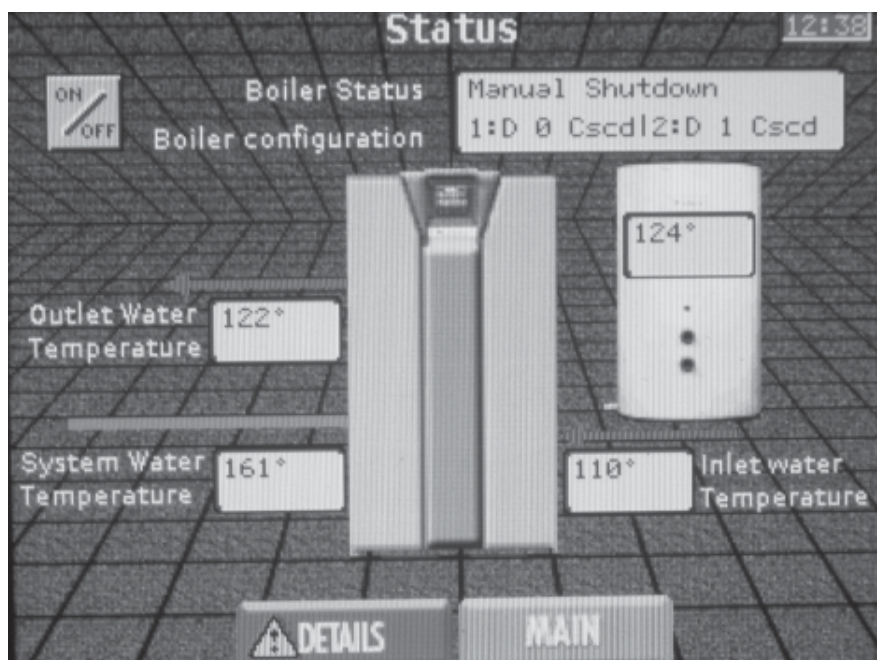 Status
12:38
ON
OFF
Boiler Status
Manual Shutdown
Boiler configuration
1:D 0 Cscd|2:D 1 Cscd
124°
Outlet Water
Temperature
122°
System Water
Temperature
161°
110°
Inlet water
Temperature
DETAILS
MAIN